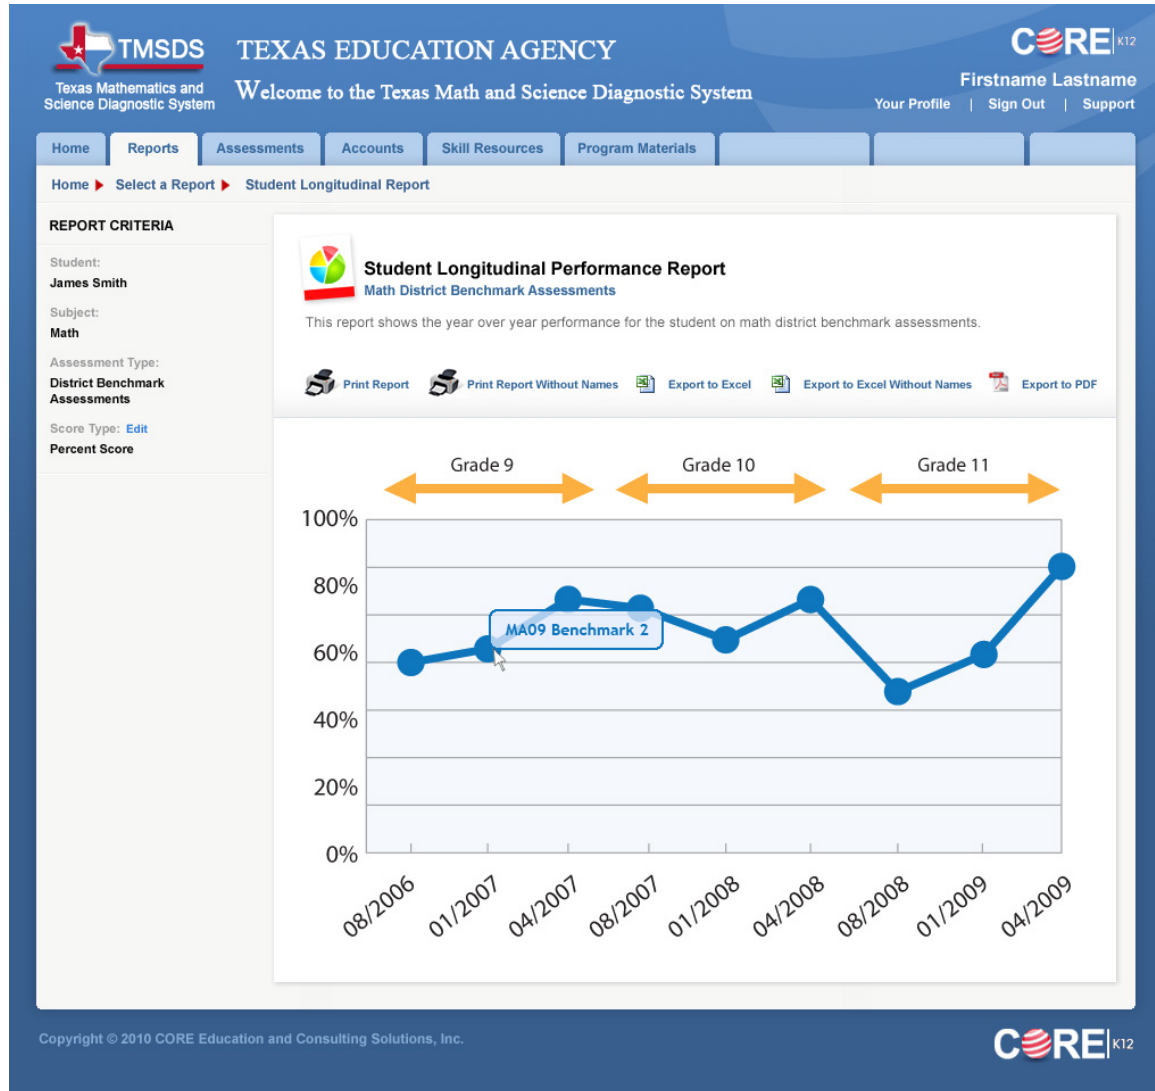 TMSDS
Texas Mathematics and
Science Diagnostic System
TEXAS EDUCATION AGENCY
Welcome to the Texas Math and Science Diagnostic System
CORE K12
Firstname Lastname
Your Profile | Sign Out | Support
Home Reports Assessments Accounts Skill Resources Program Materials
Home Select a Report Student Longitudinal Report
REPORT CRITERIA
Student:
James Smith
Subject:
Math
Assessment Type:
District Benchmark
Assessments
Score Type: Edit
Percent Score
Student Longitudinal Performance Report
Math District Benchmark Assessments
This report shows the year over year performance for the student on math district benchmark assessments.
Print Report Print Report Without Names Export to Excel Export to Excel Without Names Export to PDF
Grade 9 Grade 10 Grade 11
100%
80%
MA09 Benchmark 2
60%
40%
20%
0%
08/2006 01/2007 04/2007 08/2007 01/2008 04/2008 08/2008 01/2009 04/2009
Copyright © 2010 CORE Education and Consulting Solutions, Inc.
CORE K12